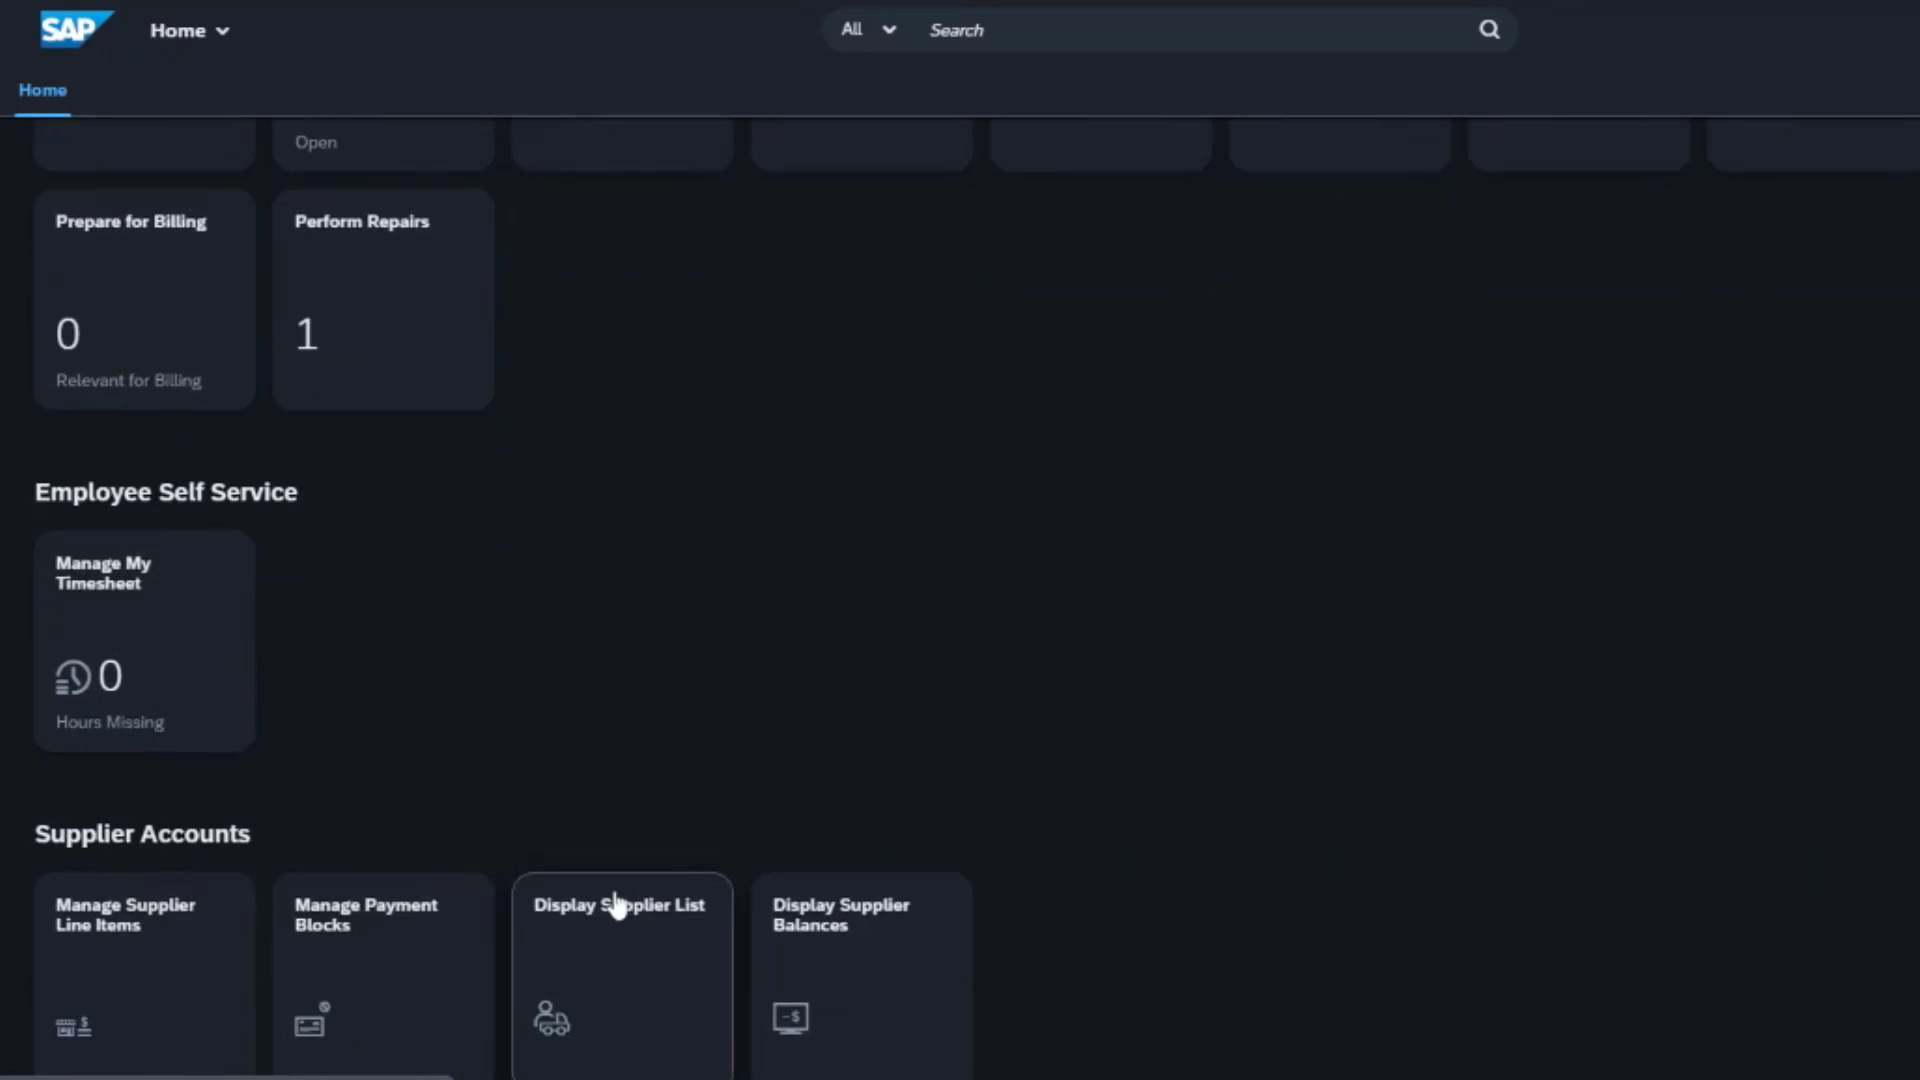 SAP
Home
All
Search
Home
Open
Prepare for Billing
Perform Repairs
0
1
Relevant for Billing
Employee Self Service
Manage My
Timesheet
0
Hours Missing
Supplier Accounts
Manage Supplier
Line Items
Manage Payment
Blocks
Display Supplier List
Display Supplier
Balances
$
-$